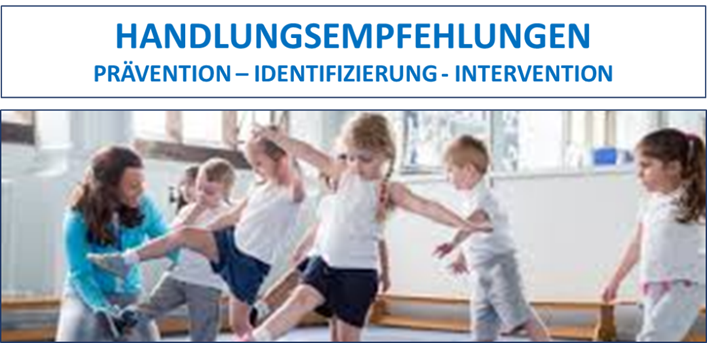 HANDLUNGSEMPFEHLUNGEN
PRÄVENTION – IDENTIFIZIERUNG - INTERVENTION